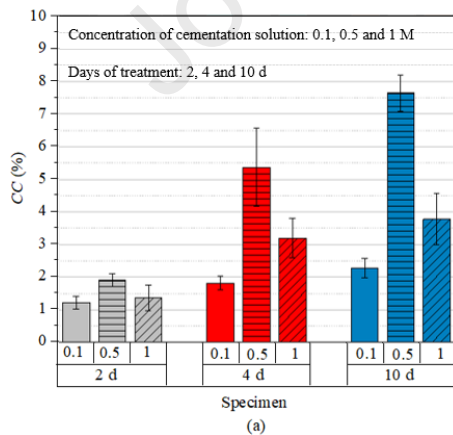 Jo
Concentration of cementation solution: 0.1, 0.5 and 1 M
Days of treatment: 2, 4 and 10 d
CC (%)
10
9
8
7
6
5
4
3
2
1
0
0.1 0.5 1 0.1 0.5 1 0.1 0.5 1
2 d 4 d 10 d
Specimen
(a)